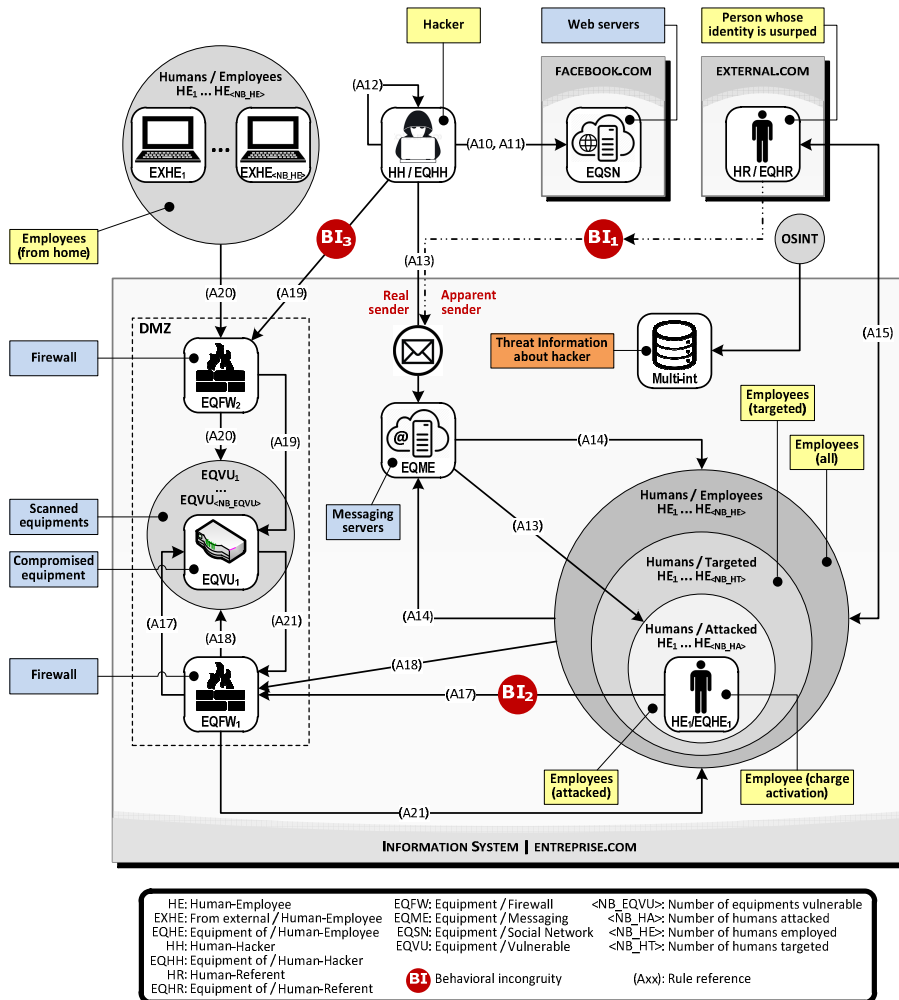 Hacker
Web servers
Person whose
identity is usurped
Humans / Employees
HE1 ... HE<NB_HE>
EXHE1
...
EXHE<NB_HE>
(A12)
HH / EQHH
(A10, A11)
FACEBOOK.COM
EQSN
EXTERNAL.COM
HR / EQHR
Employees
(from home)
BI3
BI1
OSINT
(A13)
(A20)
(A19)
Real
sender
Apparent
sender
(A15)
DMZ
Firewall
EQFW2
Threat Information
about hacker
Multi-int
(A20)
(A19)
@
EQME
(A14)
Employees
(targeted)
Employees
(all)
EQVU1
...
EQVU<NB_EQVU>
Scanned
equipments
Messaging
servers
Humans / Employees
HE1 ... HE<NB_HE>
(A13)
Compromised
equipment
EQVU1
Humans / Targeted
HE1 ... HE<NB_HT>
(A14)
(A17)
(A18)
(A21)
Humans / Attacked
HE1 ... HE<NB_HA>
(A18)
Firewall
EQFW1
(A17)
BI2
HE1/EQHE1
Employees
(attacked)
Employee (charge
activation)
(A21)
INFORMATION SYSTEM | ENTREPRISE.COM
HE: Human-Employee
EXHE: From external / Human-Employee
EQHE: Equipment of / Human-Employee
HH: Human-Hacker
EQHH: Equipment of / Human-Hacker
HR: Human-Referent
EQHR: Equipment of / Human-Referent
EQFW: Equipment / Firewall
EQME: Equipment / Messaging
EQSN: Equipment / Social Network
EQVU: Equipment / Vulnerable
BI Behavioral incongruity
<NB_EQVU>: Number of equipments vulnerable
<NB_HA>: Number of humans attacked
<NB_HE>: Number of humans employed
<NB_HT>: Number of humans targeted
(Axx): Rule reference